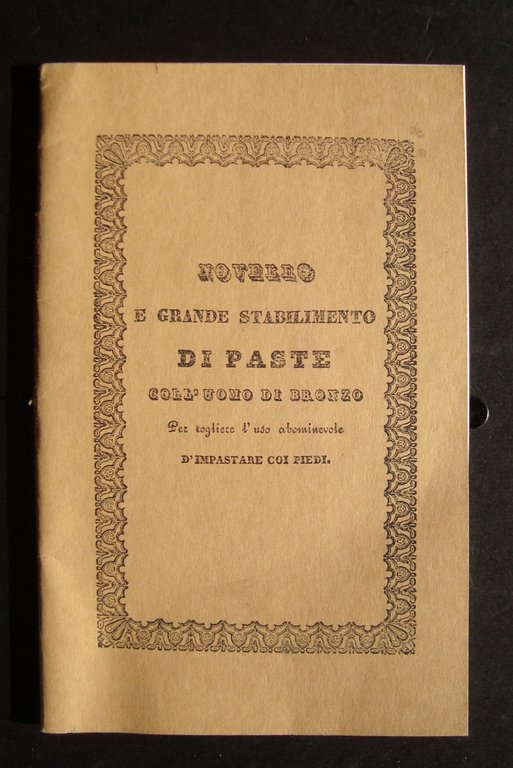 NOVELLO
E GRANDE STABILIMENTO
DI PASTE
COLL'UOMO DI BRONZO
Per togliere l'uso abominevole
D'IMPASTARE COI PIEDI.